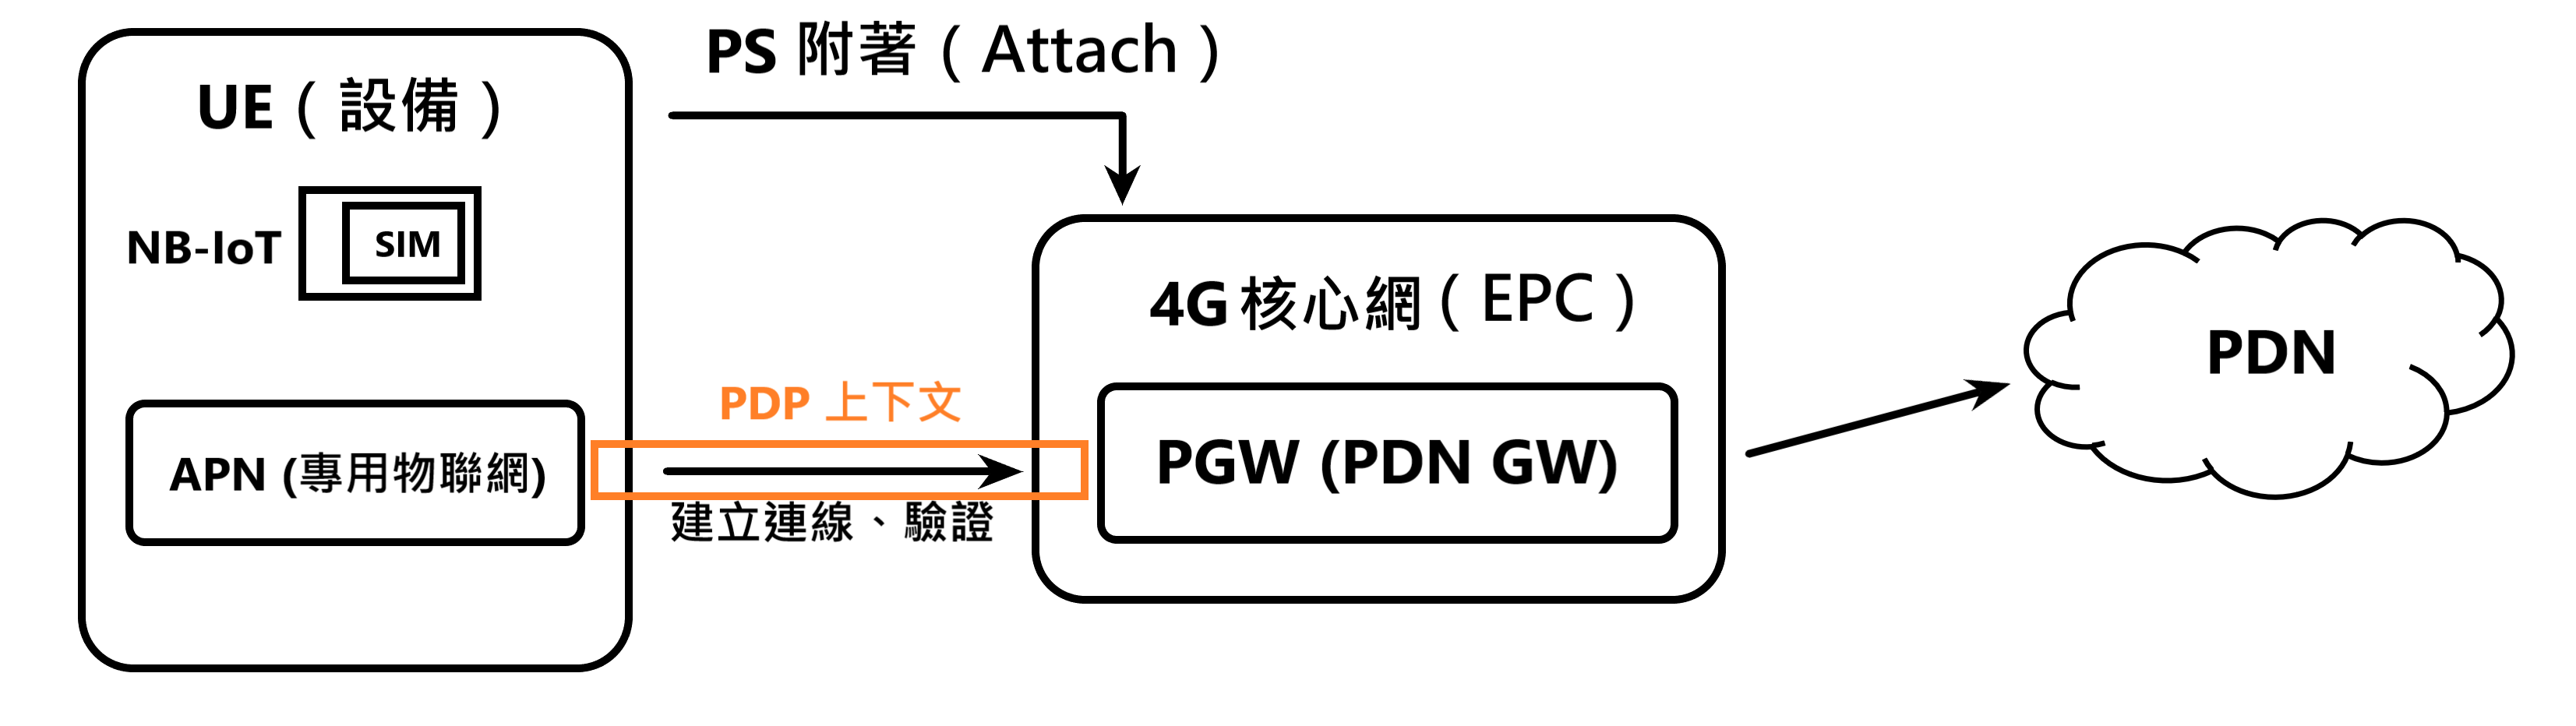 PS 附著（Attach）
UE（設備）
NB-IoT
SIM
4G 核心網（EPC）
PDN
PDP 上下文
APN (專用物聯網)
PGW (PDN GW)
建立連線、驗證